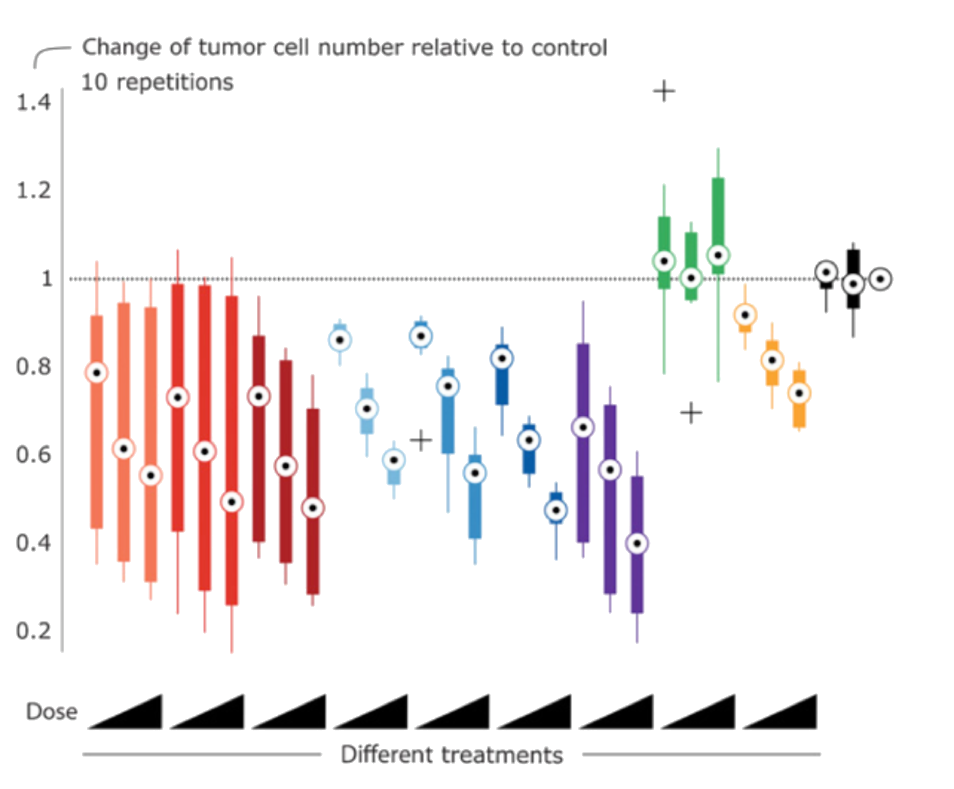 Change of tumor cell number relative to control
10 repetitions
1.4
1.2
1
0.8
0.6
0.4
0.2
Dose
Different treatments